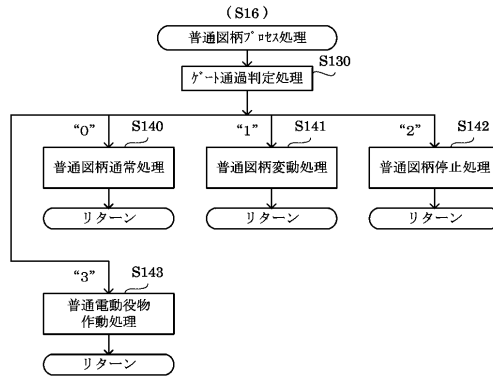 (S16)
普通図柄プロセス処理
S130
ゲート通過判定処理
“0”
S140
“1”
S141
“2”
S142
普通図柄通常処理
普通図柄変動処理
普通図柄停止処理
リターン
リターン
リターン
“3”
S143
普通電動役物
作動処理
リターン